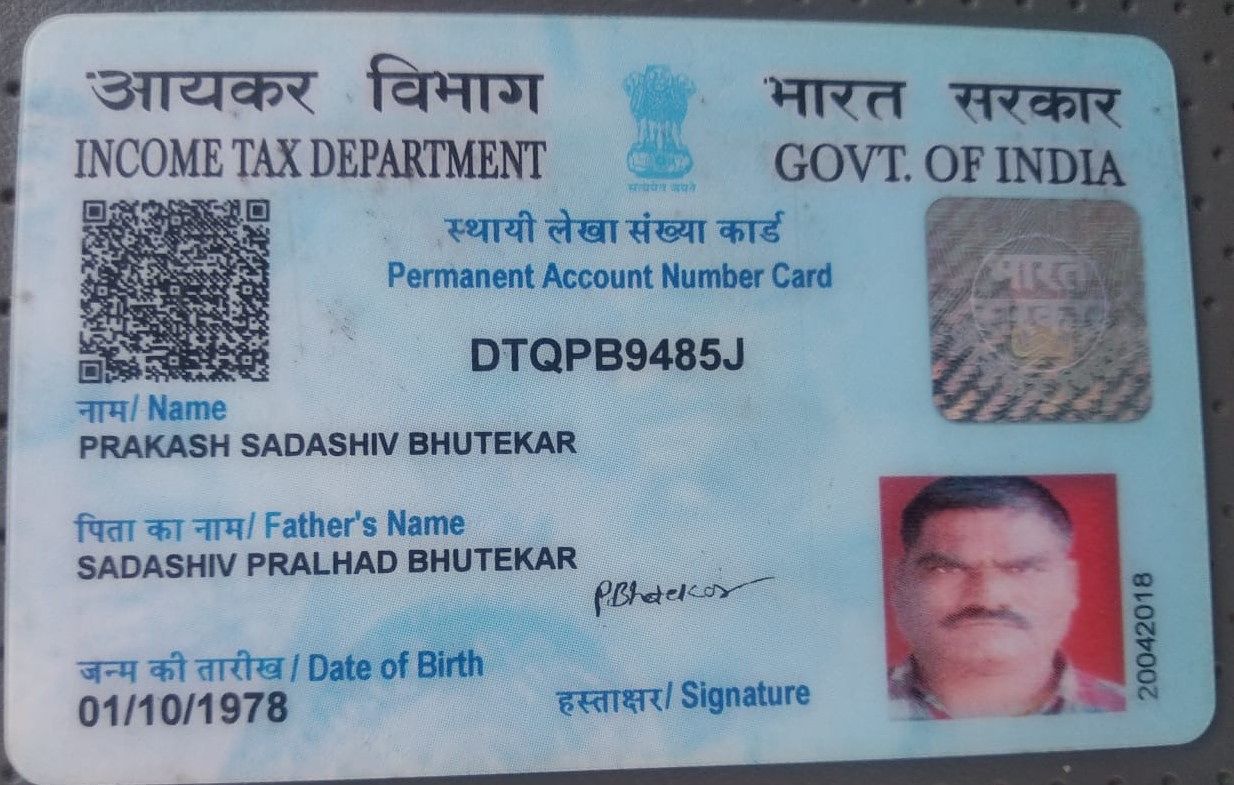 आयकर विभाग
INCOME TAX DEPARTMENT
सत्यमेव जयते
भारत सरकार
GOVT. OF INDIA
स्थायी लेखा संख्या कार्ड
Permanent Account Number Card
DTQPB9485J
भारत
नाम/ Name
PRAKASH SADASHIV BHUTEKAR
पिता का नाम/ Father's Name
SADASHIV PRALHAD BHUTEKAR
जन्म की तारीख / Date of Birth
01/10/1978
हस्ताक्षर/ Signature
20042018